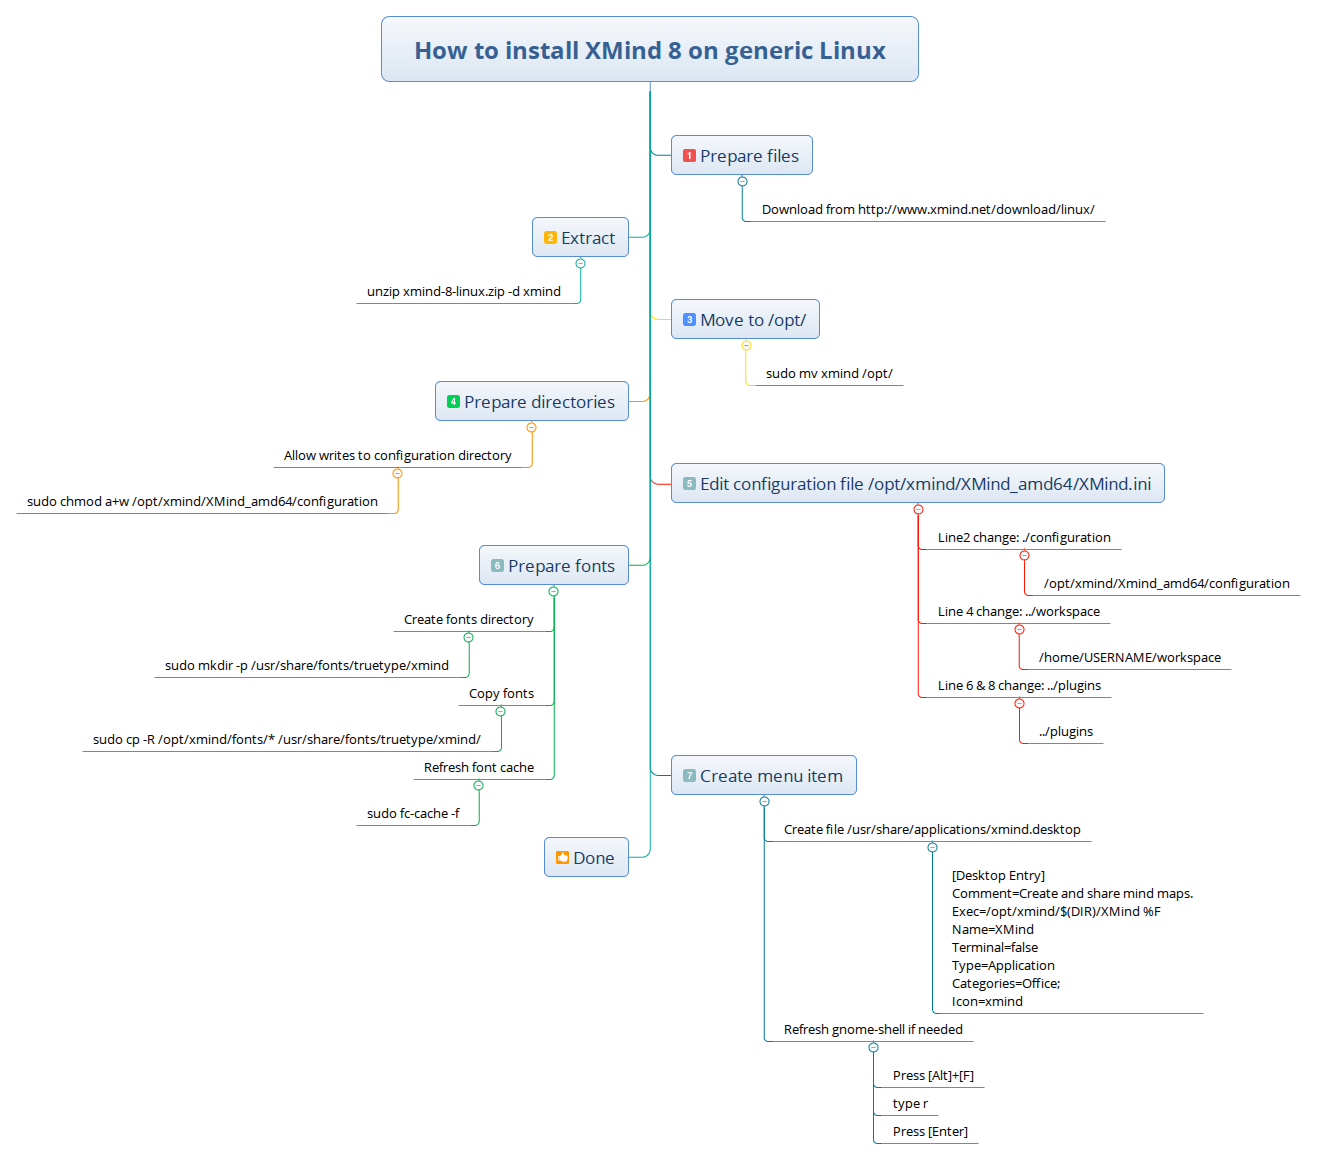 How to install XMind 8 on generic Linux
1 Prepare files
Download from http://www.xmind.net/download/linux/
2 Extract
unzip xmind-8-linux.zip -d xmind
3 Move to /opt/
sudo mv xmind /opt/
4 Prepare directories
Allow writes to configuration directory
sudo chmod a+w /opt/xmind/XMind_amd64/configuration
5 Edit configuration file /opt/xmind/XMind_amd64/XMind.ini
Line2 change: ./configuration
/opt/xmind/Xmind_amd64/configuration
Line 4 change: ../workspace
/home/USERNAME/workspace
Line 6 & 8 change: ../plugins
../plugins
6 Prepare fonts
Create fonts directory
sudo mkdir -p /usr/share/fonts/truetype/xmind
Copy fonts
sudo cp -R /opt/xmind/fonts/* /usr/share/fonts/truetype/xmind/
Refresh font cache
sudo fc-cache -f
7 Create menu item
Create file /usr/share/applications/xmind.desktop
[Desktop Entry]
Comment=Create and share mind maps.
Exec=/opt/xmind/$(DIR)/XMind %F
Name=XMind
Terminal=false
Type=Application
Categories=Office;
Icon=xmind
Refresh gnome-shell if needed
Press [Alt]+[F]
type r
Press [Enter]
Done